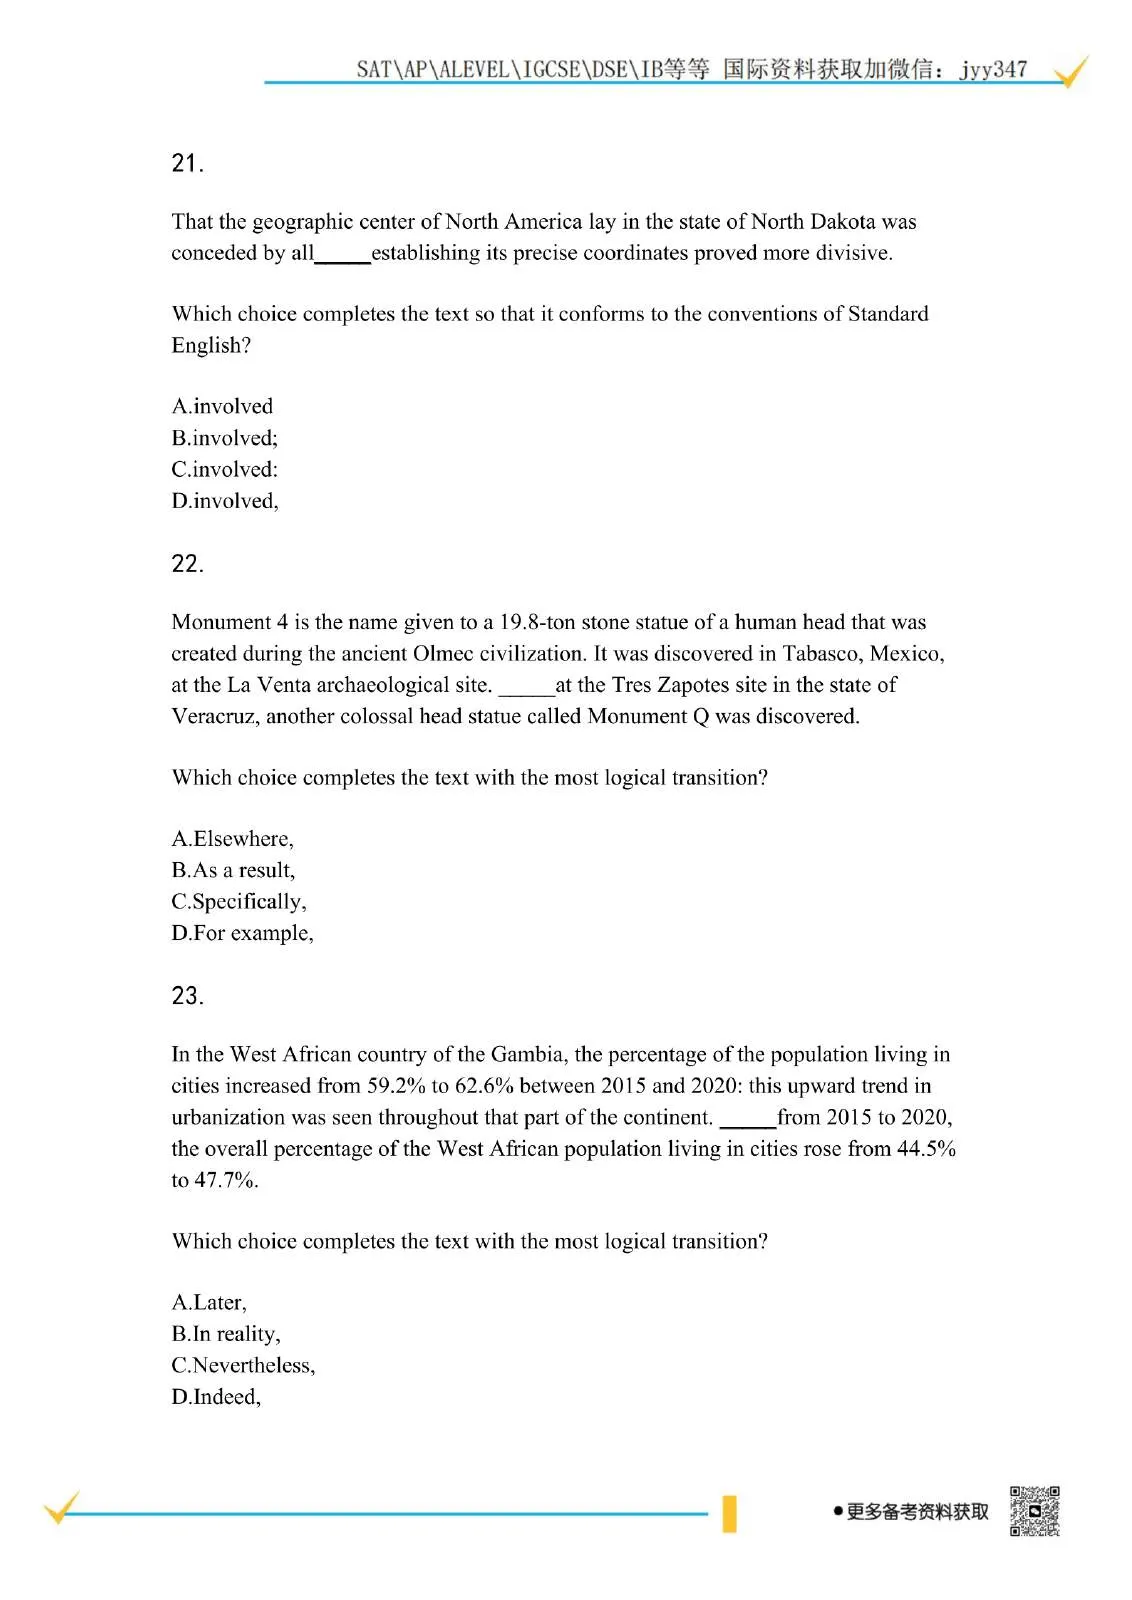 SAT\AP\ALEVEL\IGCSE\DSE\IB等等 国际资料获取加微信：jyy347
21.
That the geographic center of North America lay in the state of North Dakota was
conceded by all_____establishing its precise coordinates proved more divisive.
Which choice completes the text so that it conforms to the conventions of Standard
English?
A.involved
B.involved;
C.involved:
D.involved,
22.
Monument 4 is the name given to a 19.8-ton stone statue of a human head that was
created during the ancient Olmec civilization. It was discovered in Tabasco, Mexico,
at the La Venta archaeological site. _____at the Tres Zapotes site in the state of
Veracruz, another colossal head statue called Monument Q was discovered.
Which choice completes the text with the most logical transition?
A.Elsewhere,
B.As a result,
C.Specifically,
D.For example,
23.
In the West African country of the Gambia, the percentage of the population living in
cities increased from 59.2% to 62.6% between 2015 and 2020: this upward trend in
urbanization was seen throughout that part of the continent. _____from 2015 to 2020,
the overall percentage of the West African population living in cities rose from 44.5%
to 47.7%.
Which choice completes the text with the most logical transition?
A.Later,
B.In reality,
C.Nevertheless,
D.Indeed,
●更多备考资料获取